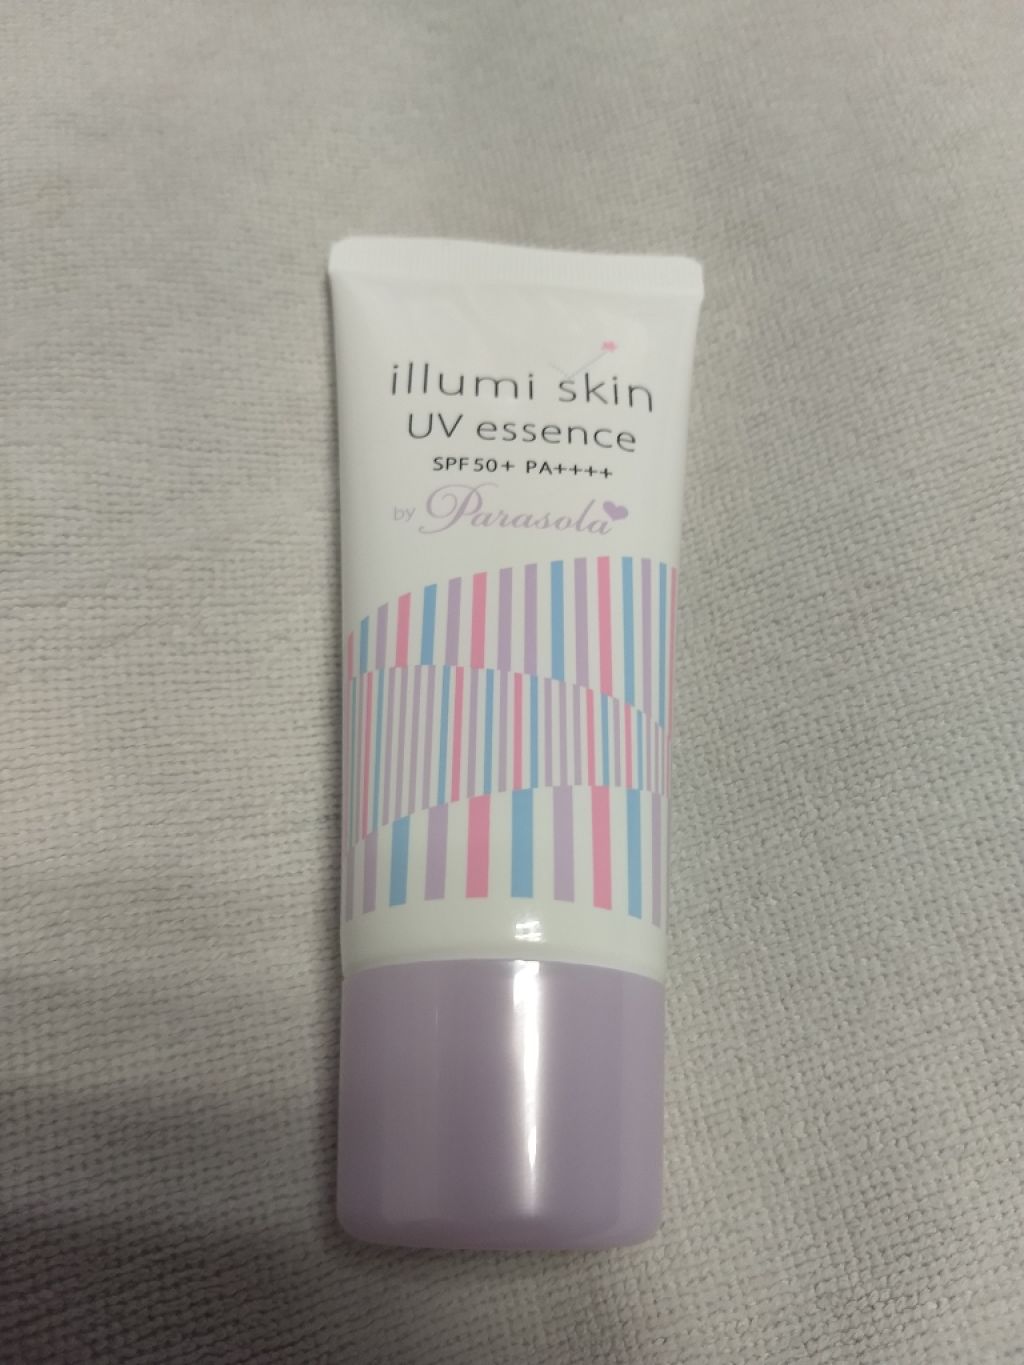 illumi skin
UV essence
SPF50+ PA++++
by Parasola